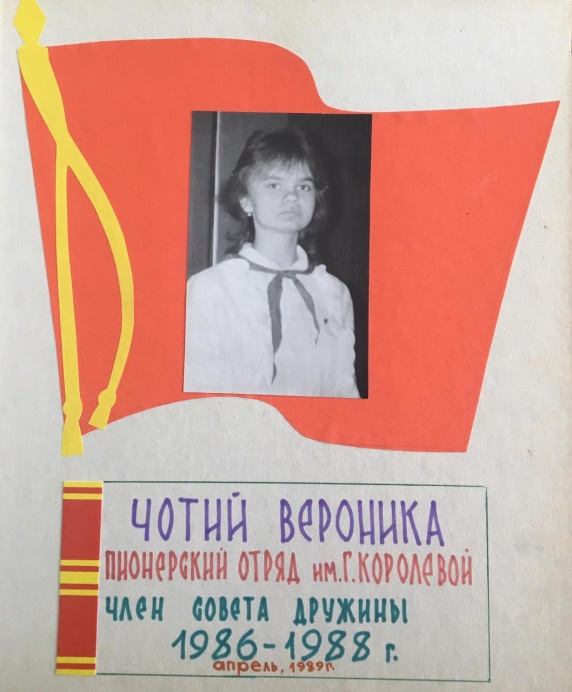 ЧОТИЙ ВЕРОНИКА
ПИОНЕРСКИЙ ОТРЯД им. Г. КОРОЛЕВОЙ
ЧЛЕН СОВЕТА ДРУЖИНЫ
1986-1988 г.
апрель, 1989г.